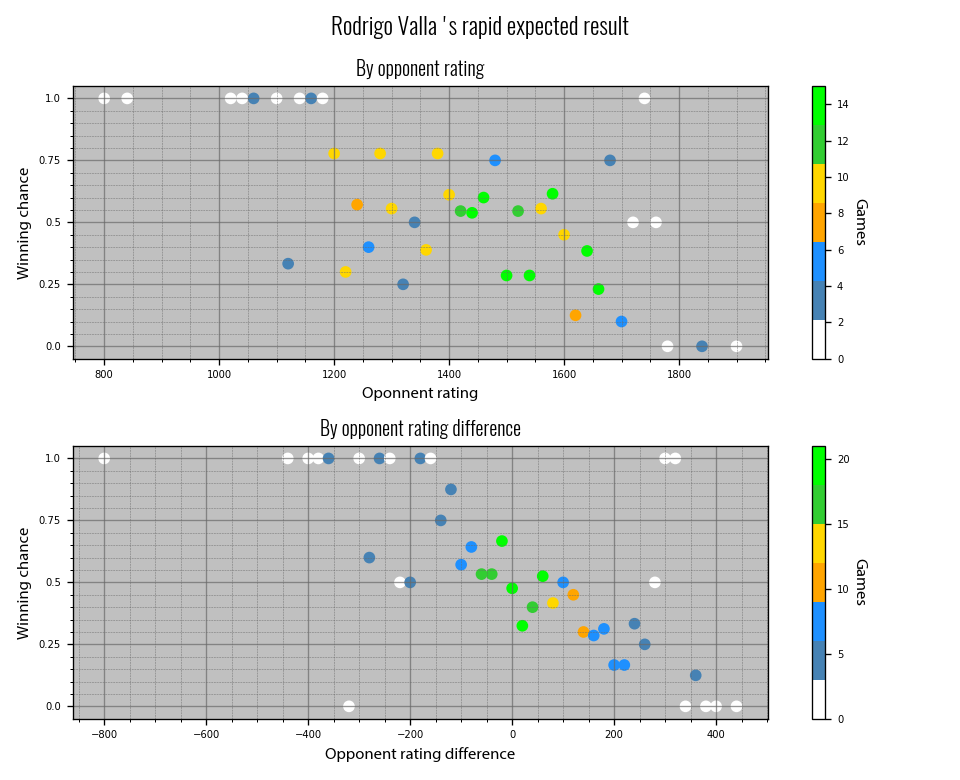 Rodrigo Valla 's rapid expected result
By opponent rating
1.0
0.75
0.5
0.25
0.0
Winning chance
800 1000 1200 1400 1600 1800
Oponnent rating
14
12
10
8
6
4
2
0
Games
By opponent rating difference
1.0
0.75
0.5
0.25
0.0
Winning chance
−800 −600 −400 −200 0 200 400
Opponent rating difference
20
15
10
5
0
Games